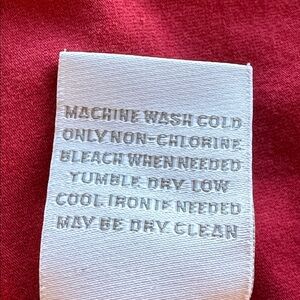 MACHINE WASH COLD
ONLY NON-CHLORINE
BLEACH WHEN NEEDED
TUMBLE DRY LOW
COOL IRON IF NEEDED
MAY BE DRY CLEAN